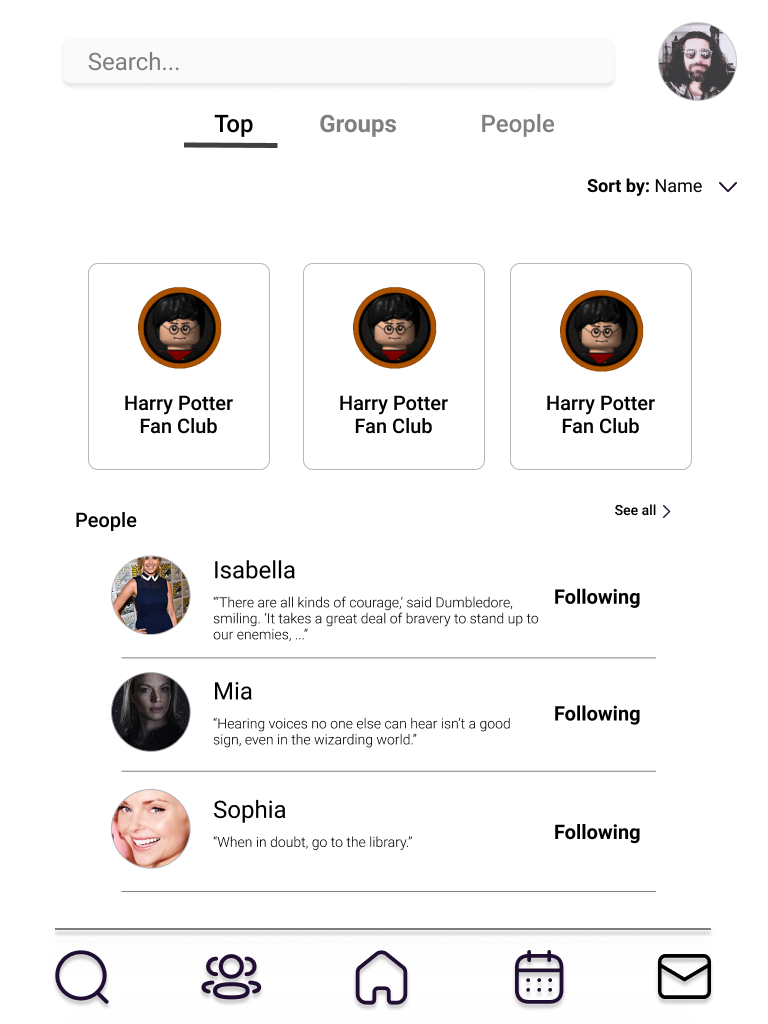 Search...
Top Groups People
Sort by: Name
Harry Potter
Fan Club
Harry Potter
Fan Club
Harry Potter
Fan Club
People
See all
Isabella
“‘There are all kinds of courage,’ said Dumbledore,
smiling. ‘It takes a great deal of bravery to stand up to
our enemies, ...”
Following
Mia
“Hearing voices no one else can hear isn’t a good
sign, even in the wizarding world.”
Following
Sophia
“When in doubt, go to the library.”
Following